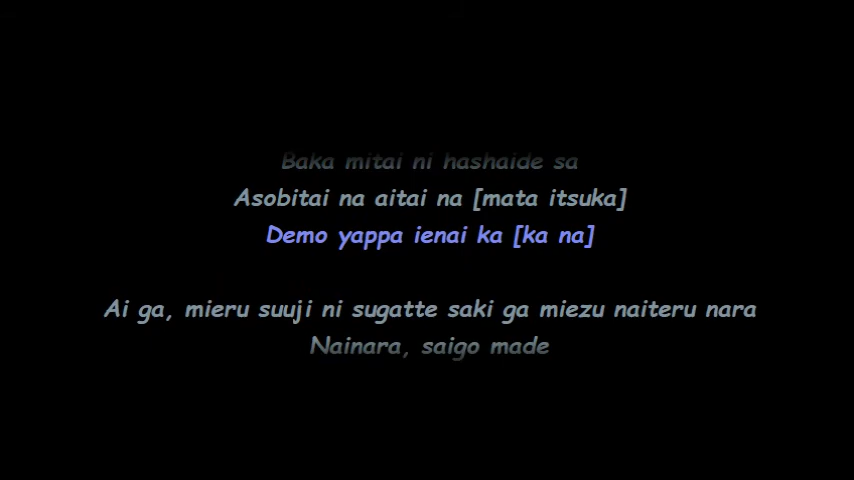 Baka mitai ni hashaide sa
Asobitai na aitai na [mata itsuka]
Demo yappa ienai ka [ka na]
Ai ga, mieru suuji ni sugatte saki ga miezu naiteru nara
Nainara, saigo made